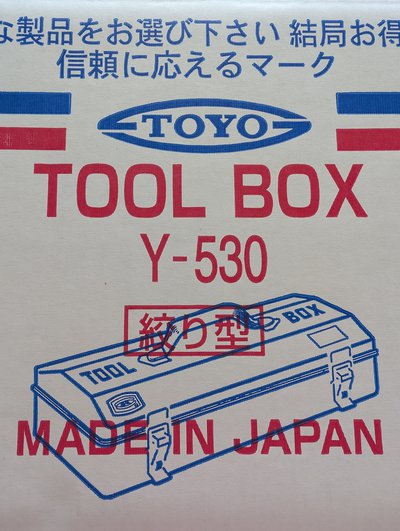 な製品をお選び下さい 結局お得
信頼に応えるマーク
TOYO
TOOL BOX
Y-530
絞り型
TOOL BOX
MADE IN JAPAN